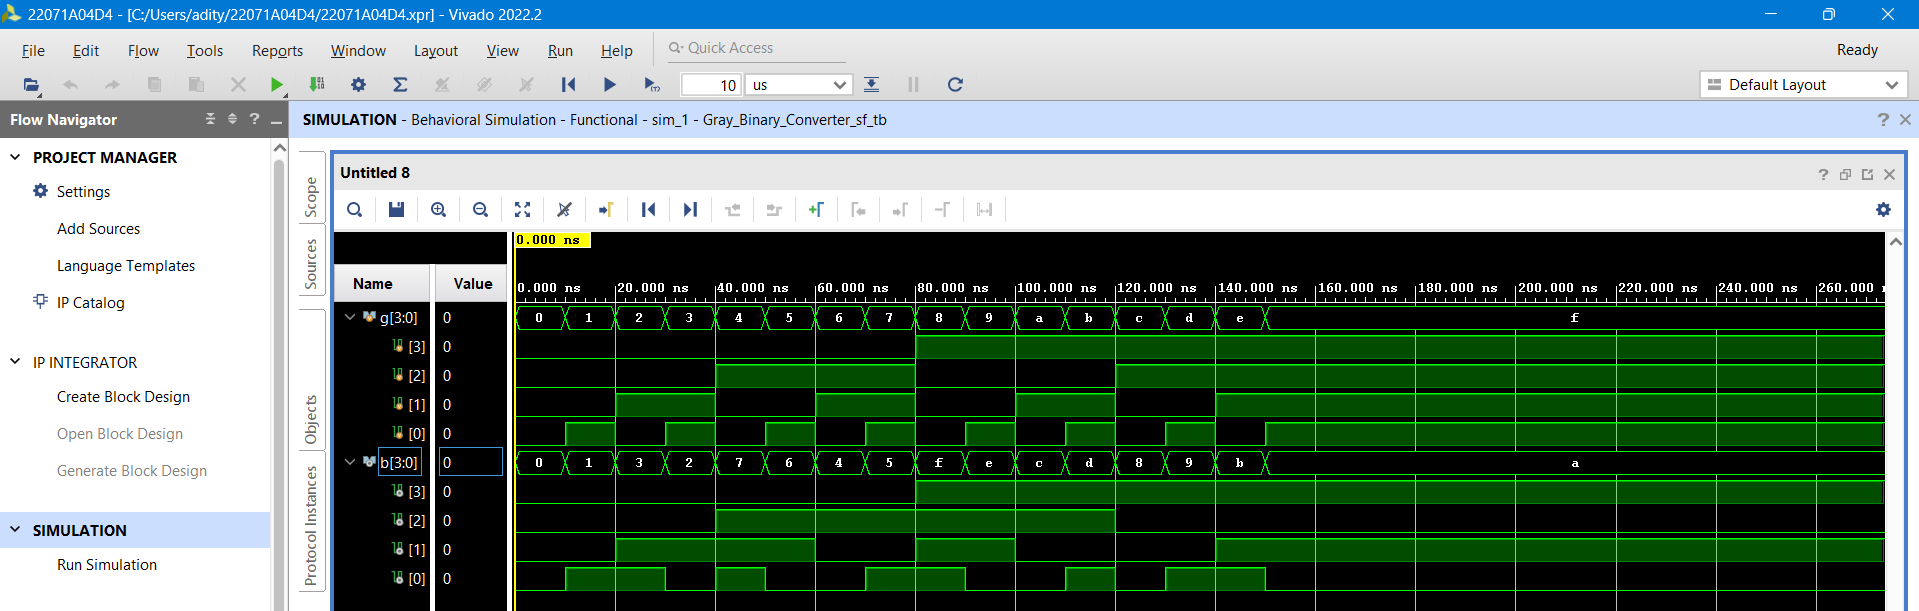 22071A04D4 - [C:/Users/adity/22071A04D4/22071A04D4.xpr] - Vivado 2022.2
File Edit Flow Tools Reports Window Layout View Run Help Quick Access Ready
10 us Default Layout
Flow Navigator ? _
SIMULATION - Behavioral Simulation - Functional - sim_1 - Gray_Binary_Converter_sf_tb ? ×
PROJECT MANAGER
Settings
Add Sources
Language Templates
IP Catalog
IP INTEGRATOR
Create Block Design
Open Block Design
Generate Block Design
SIMULATION
Run Simulation
Scope
Sources
Objects
Protocol Instances
Untitled 8
0.000 ns
Name Value
0.000 ns 20.000 ns 40.000 ns 60.000 ns 80.000 ns 100.000 ns 120.000 ns 140.000 ns 160.000 ns 180.000 ns 200.000 ns 220.000 ns 240.000 ns 260.000
g[3:0] 0 0 1 2 3 4 5 6 7 8 9 a b c d e f
[3] 0
[2] 0
[1] 0
[0] 0
b[3:0] 0 0 1 3 2 7 6 4 5 f e c d 8 9 b a
[3] 0
[2] 0
[1] 0
[0] 0